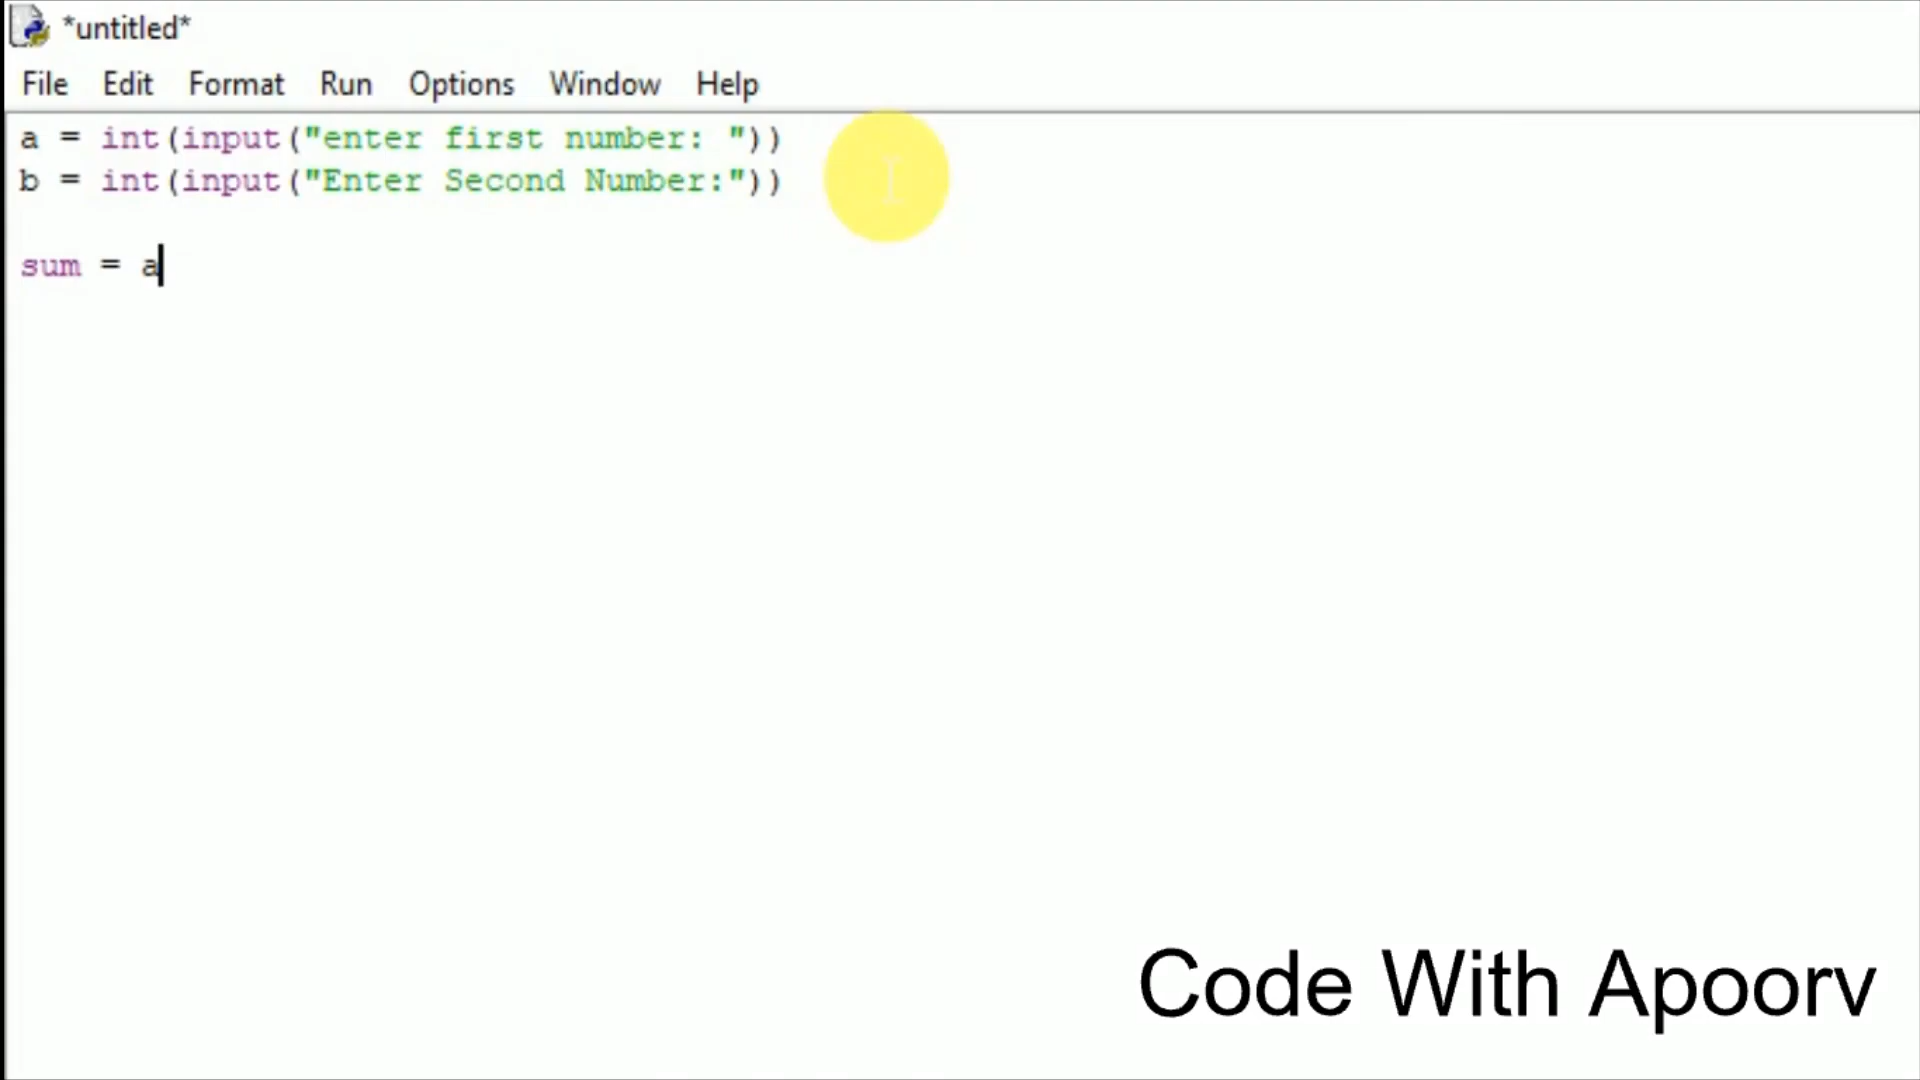 *untitled*
File Edit Format Run Options Window Help
a = int(input("enter first number: "))
b = int(input("Enter Second Number:"))
sum = a
Code With Apoorv